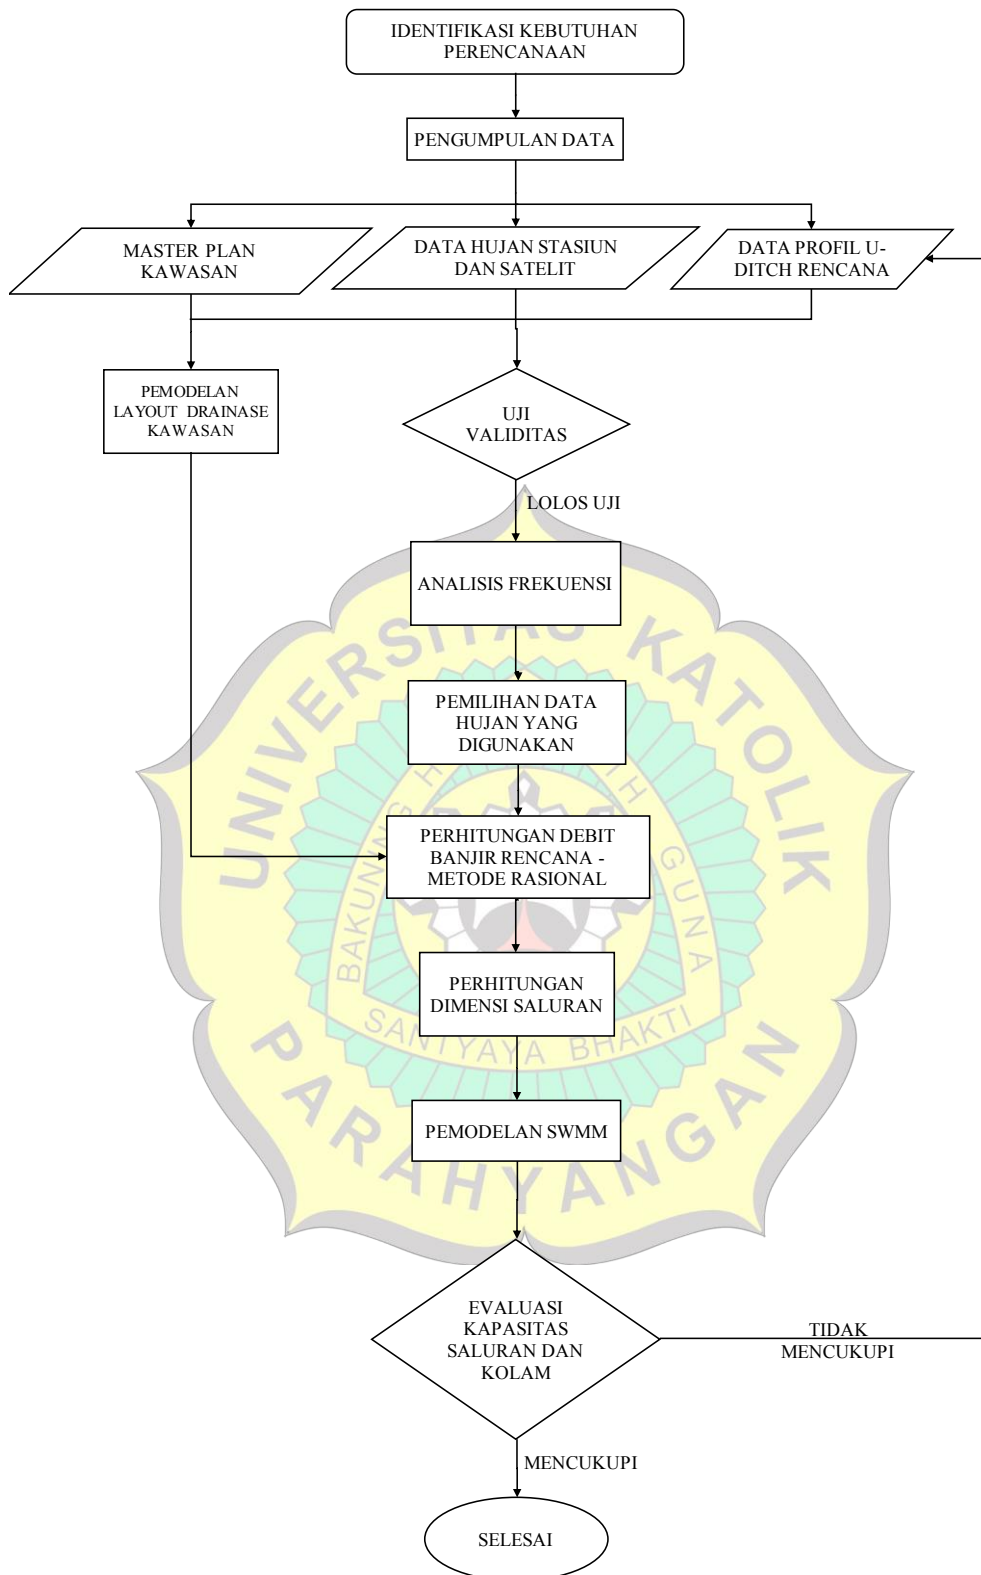 IDENTIFIKASI KEBUTUHAN
PERENCANAAN
PENGUMPULAN DATA
MASTER PLAN
KAWASAN
DATA HUJAN STASIUN
DAN SATELIT
DATA PROFIL U-
DITCH RENCANA
PEMODELAN
LAYOUT DRAINASE
KAWASAN
UJI
VALIDITAS
LOLOS UJI
ANALISIS FREKUENSI
PEMILIHAN DATA
HUJAN YANG
DIGUNAKAN
PERHITUNGAN DEBIT
BANJIR RENCANA -
METODE RASIONAL
PERHITUNGAN
DIMENSI SALURAN
PEMODELAN SWMM
EVALUASI
KAPASITAS
SALURAN DAN
KOLAM
TIDAK
MENCUKUPI
MENCUKUPI
SELESAI
UNIVERSITAS KATOLIK
PARAHYANGAN
BAKUNING
GUNA
SANTYAYA BHAKTI